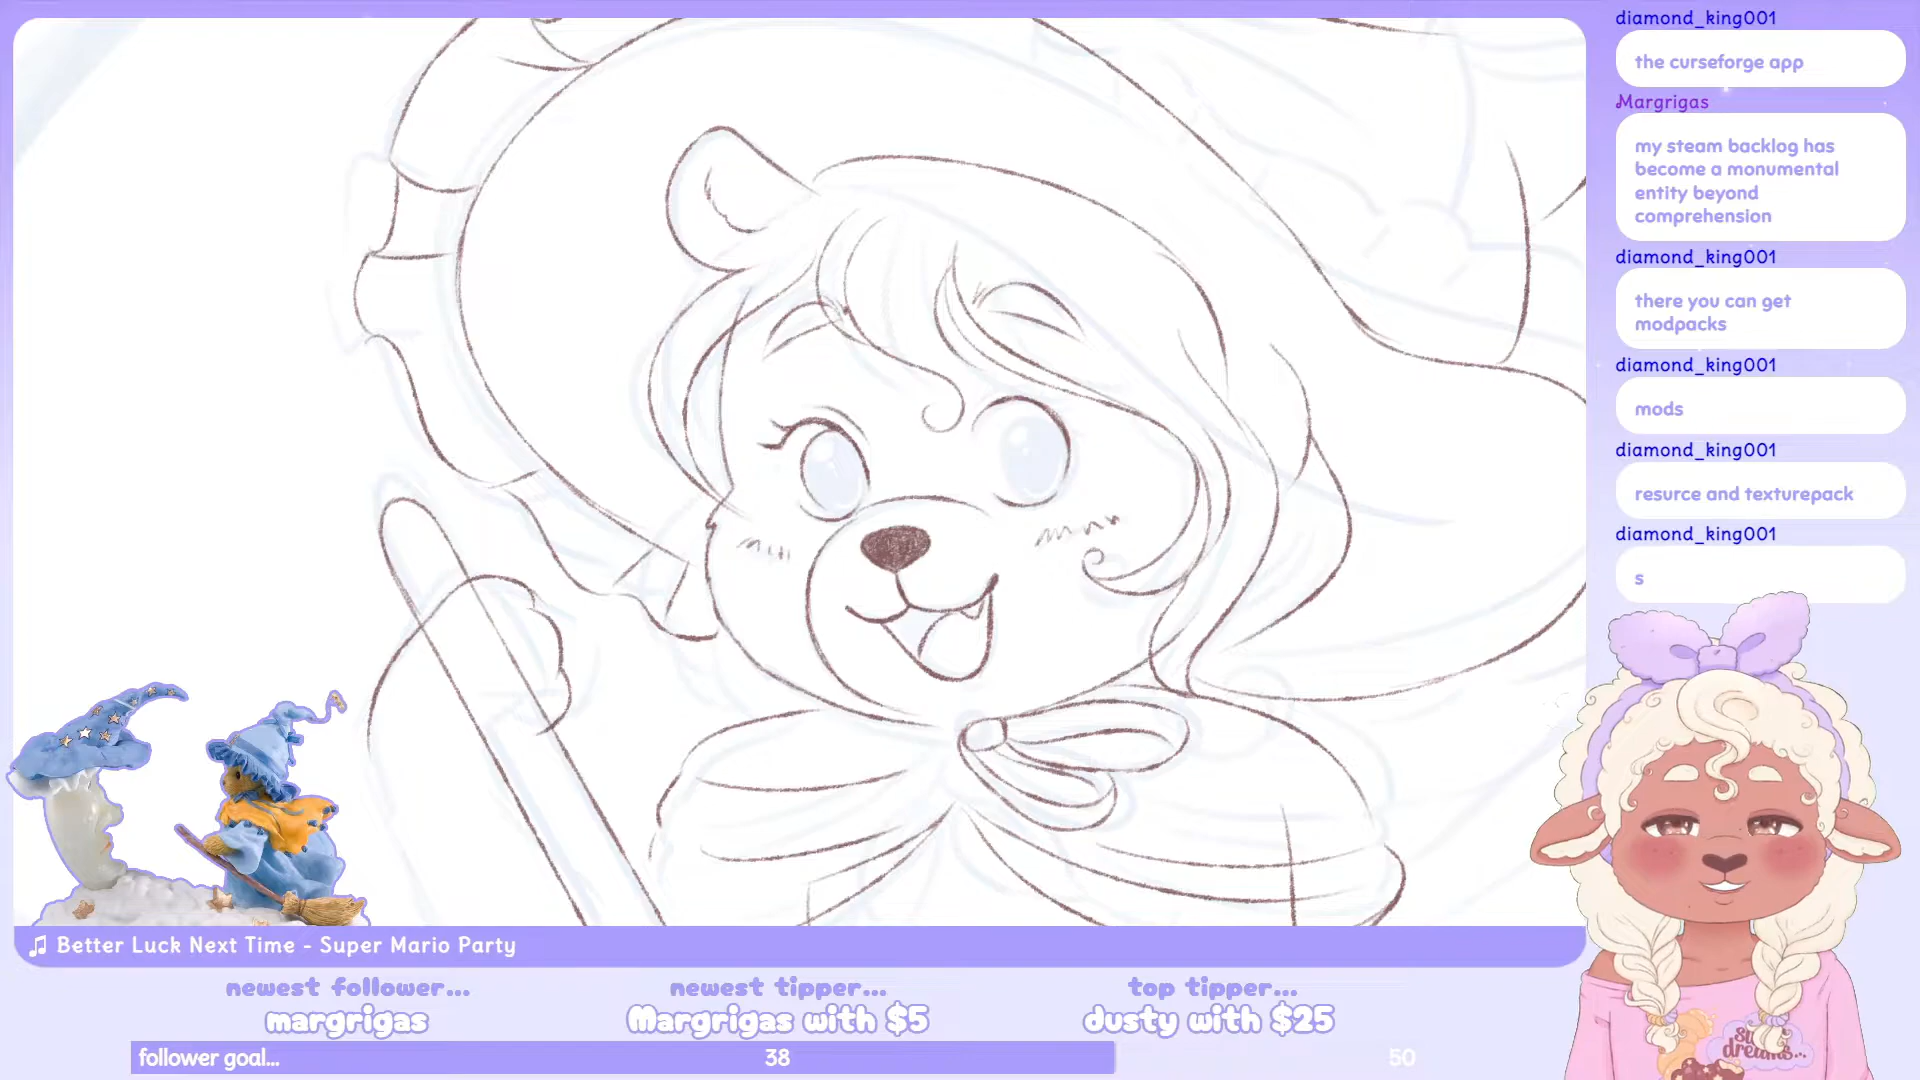 diamond_king001
the curseforge app
Margrigas
my steam backlog has
become a monumental
entity beyond
comprehension
diamond_king001
there you can get
modpacks
diamond_king001
mods
diamond_king001
resurce and texturepack
diamond_king001
s
Better Luck Next Time - Super Mario Party
newest follower...
margrigas
newest tipper...
Margrigas with $5
top tipper...
dusty with $25
follower goal...
38
50
dreams...